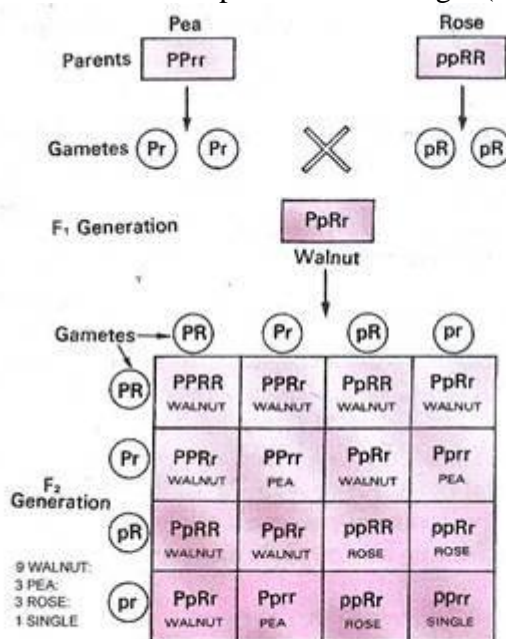 Pea Rose
Parents PPrr ppRR
Gametes Pr Pr pR pR
F₁ Generation PpRr
Walnut
Gametes PR Pr pR pr
PR PPRR PPRr PpRR PpRr
WALNUT WALNUT WALNUT WALNUT
Pr PPRr PPrr PpRr Pprr
WALNUT PEA WALNUT PEA
F₂
Generation
pR PpRR PpRr ppRR ppRr
WALNUT WALNUT ROSE ROSE
9 WALNUT:
3 PEA:
3 ROSE:
1 SINGLE
pr PpRr Pprr ppRr pprr
WALNUT PEA ROSE SINGLE